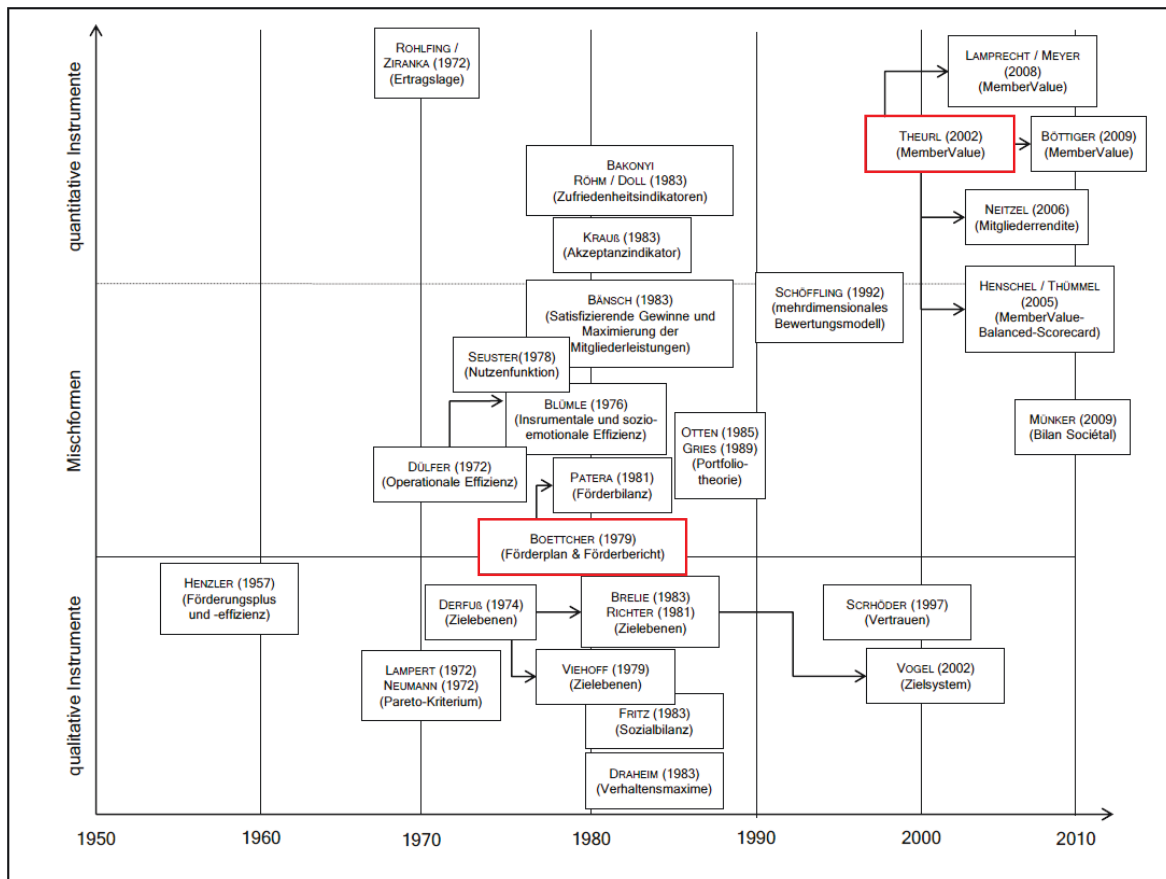 quantitative Instrumente
Mischformen
qualitative Instrumente
ROHLFING /
ZIRANKA (1972)
(Ertragslage)
LAMPRECHT / MEYER
(2008)
(MemberValue)
THEURL (2002)
(MemberValue)
BÖTTIGER (2009)
(MemberValue)
BAKONYI
RÖHM / DOLL (1983)
(Zufriedenheitsindikatoren)
NEITZEL (2006)
(Mitgliederrendite)
KRAUß (1983)
(Akzeptanzindikator)
BÄNSCH (1983)
(Satisfizierende Gewinne und
Maximierung der
Mitgliederleistungen)
SCHÖFFLING (1992)
(mehrdimensionales
Bewertungsmodell)
HENSCHEL / THÜMMEL
(2005)
(MemberValue-
Balanced-Scorecard)
SEUSTER(1978)
(Nutzenfunktion)
BLÜMLE (1976)
(Insrumentale und sozio-
emotionale Effizienz)
OTTEN (1985)
GRIES (1989)
(Portfolio-
theorie)
MÜNKER (2009)
(Bilan Sociétal)
DÜLFER (1972)
(Operationale Effizienz)
PATERA (1981)
(Förderbilanz)
BOETTCHER (1979)
(Förderplan & Förderbericht)
HENZLER (1957)
(Förderungsplus
und -effizienz)
DERFUß (1974)
(Zielebenen)
BRELIE (1983)
RICHTER (1981)
(Zielebenen)
SCRHÖDER (1997)
(Vertrauen)
LAMPERT (1972)
NEUMANN (1972)
(Pareto-Kriterium)
VIEHOFF (1979)
(Zielebenen)
VOGEL (2002)
(Zielsystem)
FRITZ (1983)
(Sozialbilanz)
DRAHEIM (1983)
(Verhaltensmaxime)
1950 1960 1970 1980 1990 2000 2010